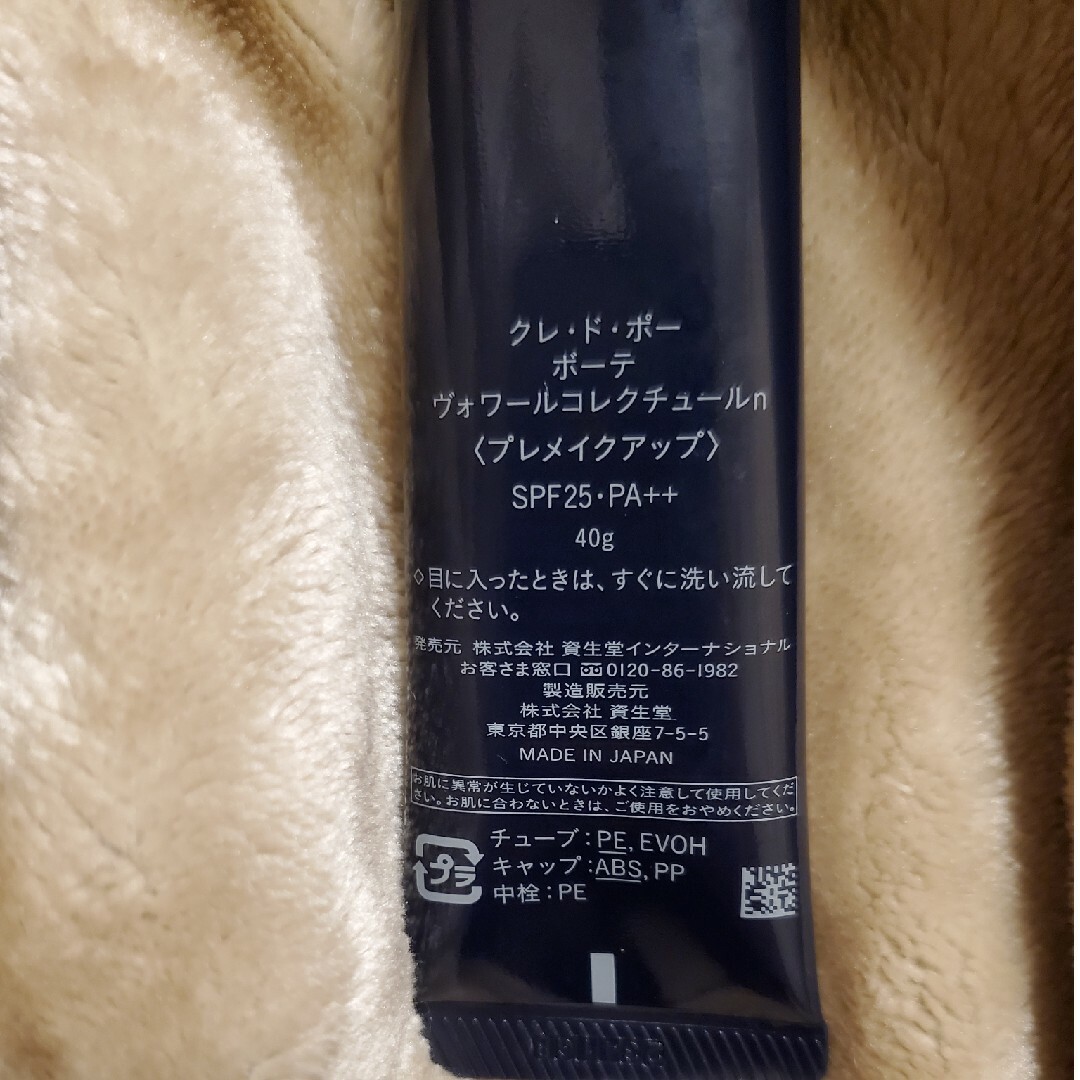 クレ・ド・ポー
ボーテ
ヴォワールコレクチュールn
〈プレメイクアップ〉
SPF25・PA++
40g
◇目に入ったときは、すぐに洗い流して
ください。
発売元 株式会社 資生堂インターナショナル
お客さま窓口 0120-86-1982
製造販売元
株式会社 資生堂
東京都中央区銀座7-5-5
MADE IN JAPAN
お肌に異常が生じていないかよく注意して使用してくだ
さい。お肌に合わないときは、ご使用をおやめください。
プラ
チューブ：PE, EVOH
キャップ：ABS, PP
中栓：PE